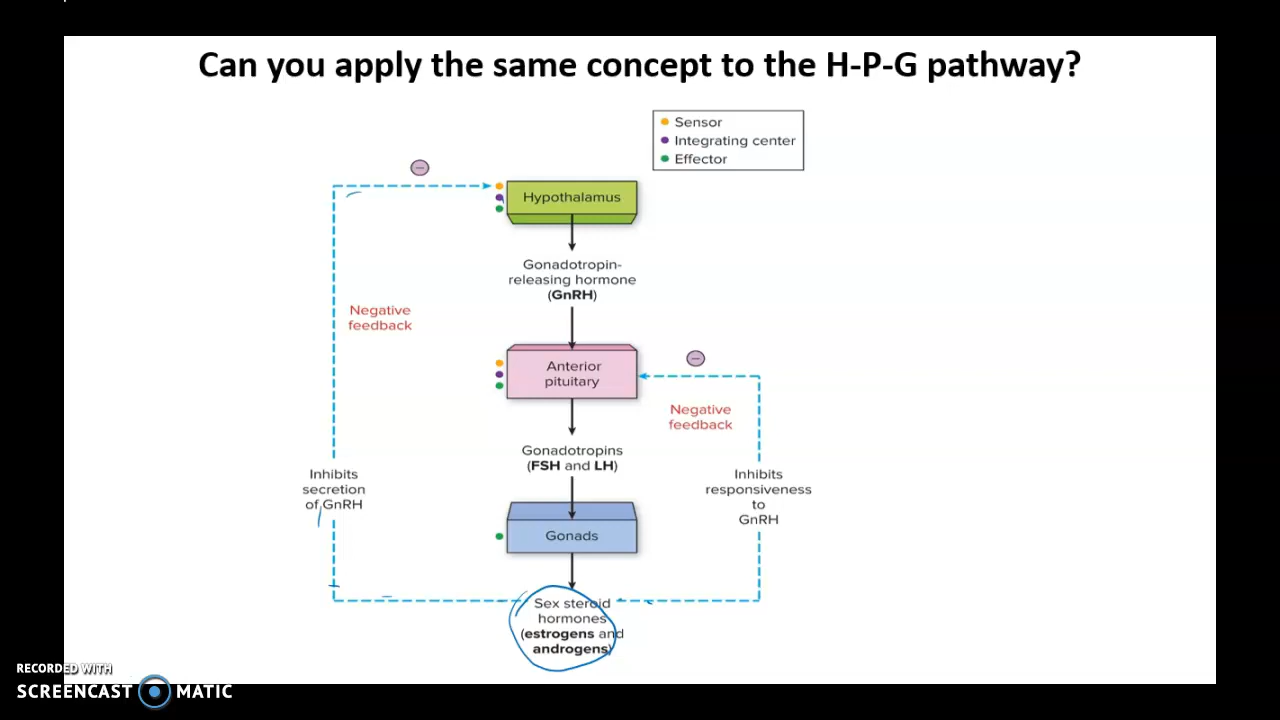 Can you apply the same concept to the H-P-G pathway?
Sensor
Integrating center
Effector
Hypothalamus
Gonadotropin-
releasing hormone
(GnRH)
Negative
feedback
Anterior
pituitary
Negative
feedback
Gonadotropins
(FSH and LH)
Inhibits
secretion
of GnRH
Inhibits
responsiveness
to
GnRH
Gonads
Sex steroid
hormones
(estrogens and
androgens)
RECORDED WITH
SCREENCAST MATIC